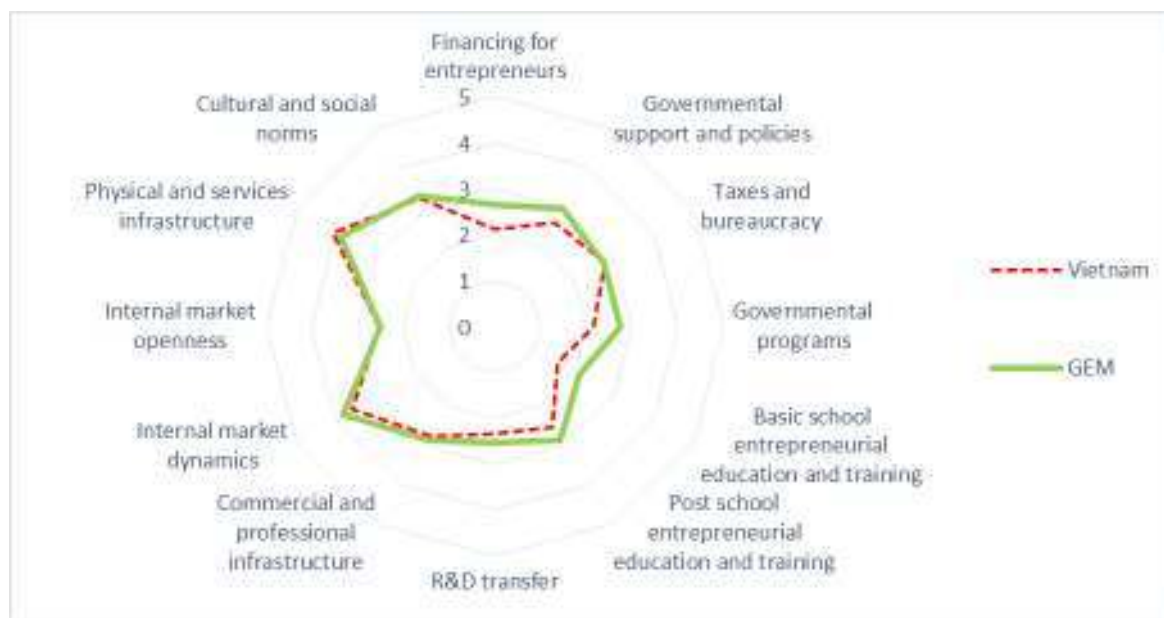 Financing for
entrepreneurs
Governmental
support and policies
Taxes and
bureaucracy
Governmental
programs
Basic school
entrepreneurial
education and training
Post school
entrepreneurial
education and training
R&D transfer
Commercial and
professional
infrastructure
Internal market
dynamics
Internal market
openness
Physical and services
infrastructure
Cultural and social
norms
5
4
3
2
1
0
Vietnam
GEM